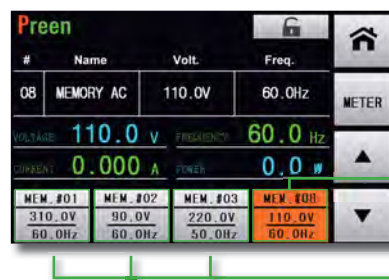 Preen
# Name Volt. Freq.
08 MEMORY AC 110.0V 60.0Hz
METER
VOLTAGE 110.0 V FREQUENCY 60.0 Hz
CURRENT 0.000 A POWER 0.0 W
MEM.#01 MEM.#02 MEM.#03 MEM.#08
310.0V 90.0V 220.0V 110.0V
60.0Hz 60.0Hz 50.0Hz 60.0Hz